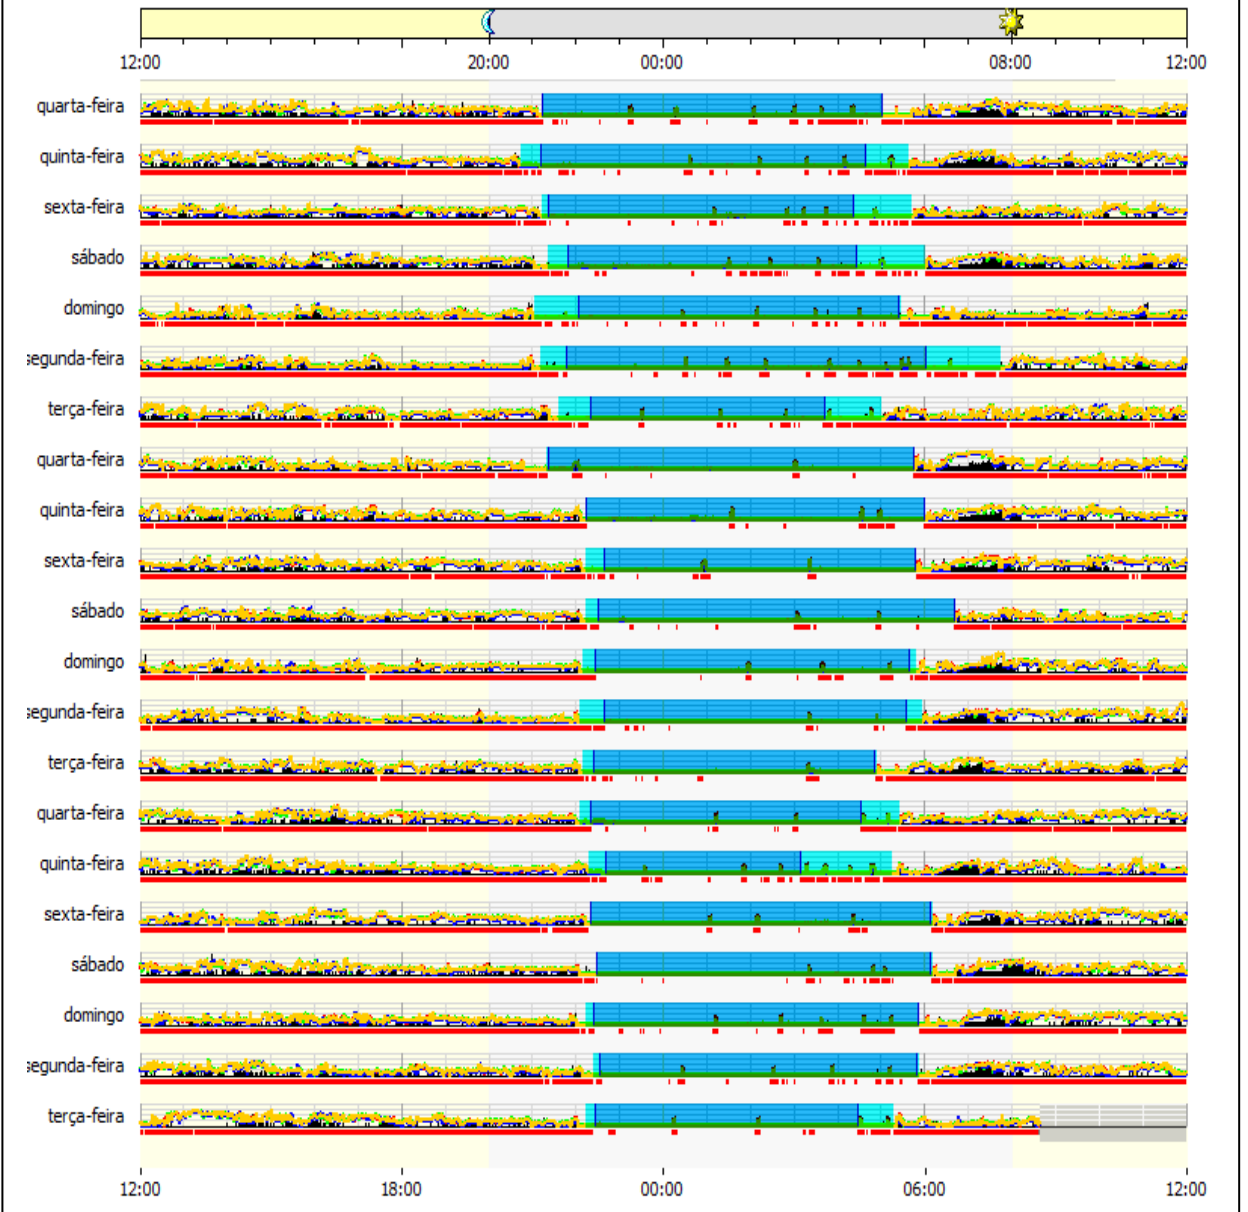 12:00 20:00 00:00 08:00 12:00
quarta-feira
quinta-feira
sexta-feira
sábado
domingo
segunda-feira
terça-feira
quarta-feira
quinta-feira
sexta-feira
sábado
domingo
segunda-feira
terça-feira
quarta-feira
quinta-feira
sexta-feira
sábado
domingo
segunda-feira
terça-feira
12:00 18:00 00:00 06:00 12:00